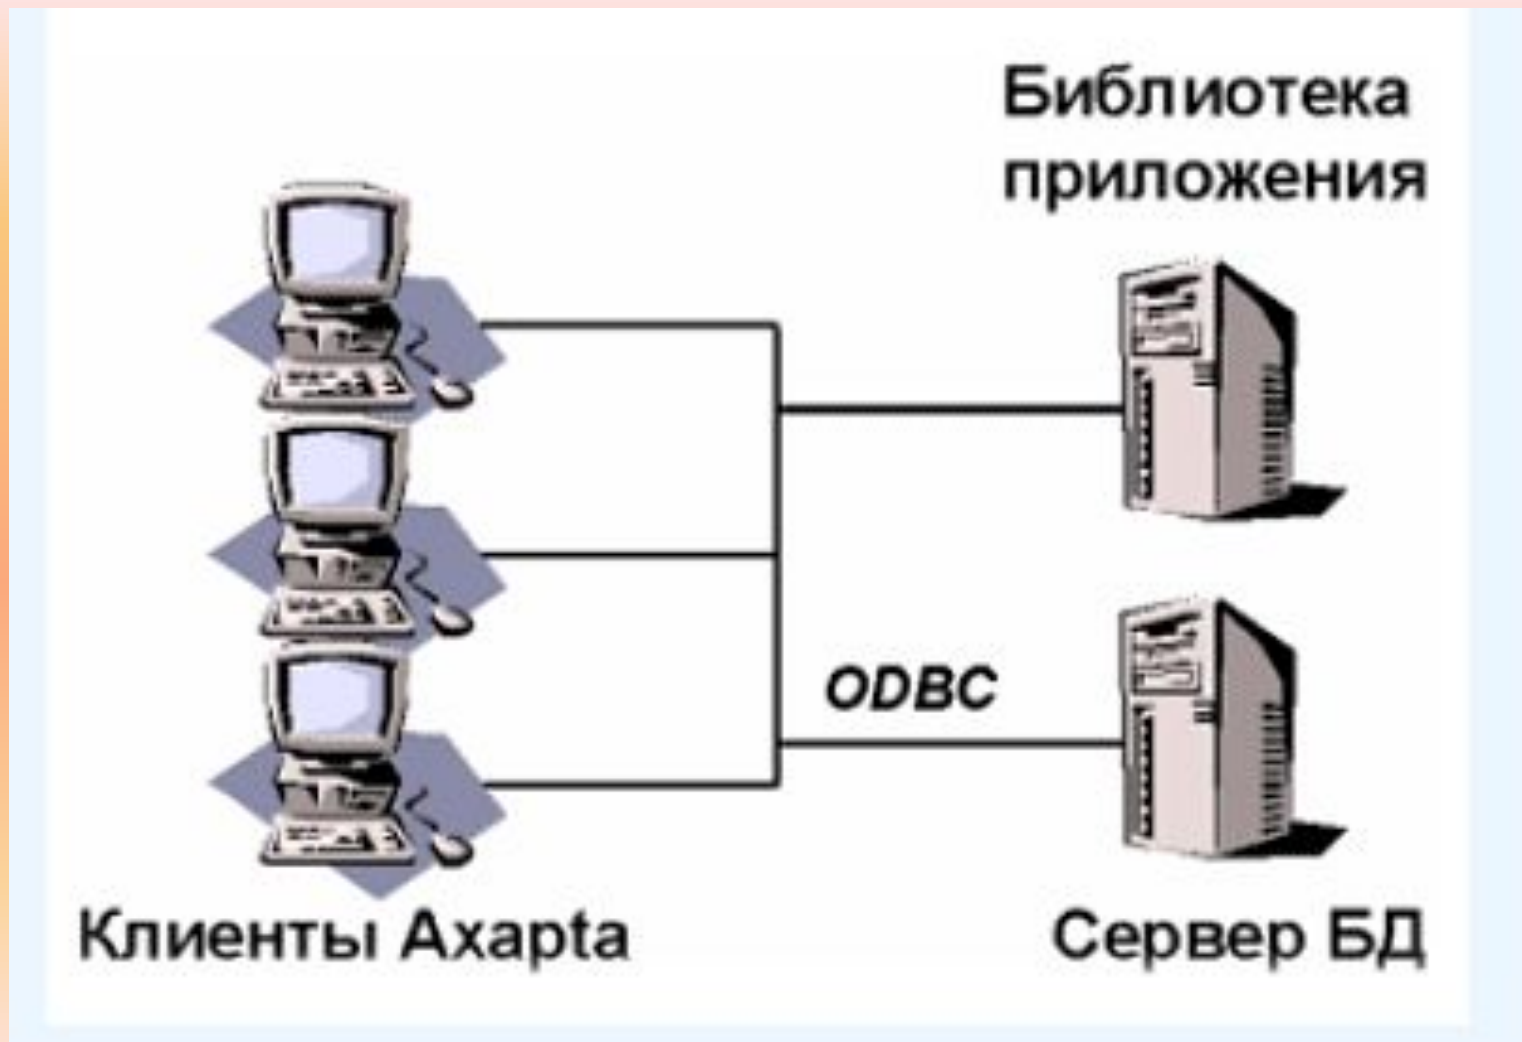 Библиотека
приложения
ODBC
Клиенты Axapta
Сервер БД